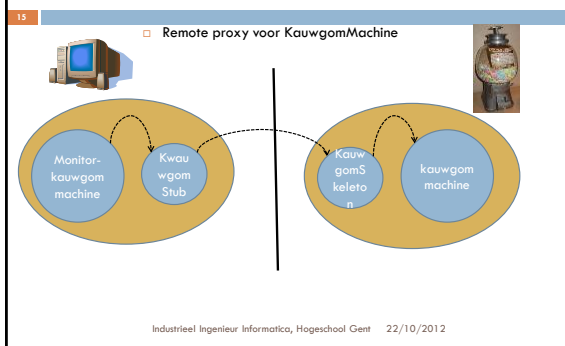 15
Remote proxy voor KauwgomMachine
Monitor-
kauwgom
machine
Kwau
wgom
Stub
Kauw
gomS
keleto
n
kauwgom
machine
Industrieel Ingenieur Informatica, Hogeschool Gent 22/10/2012